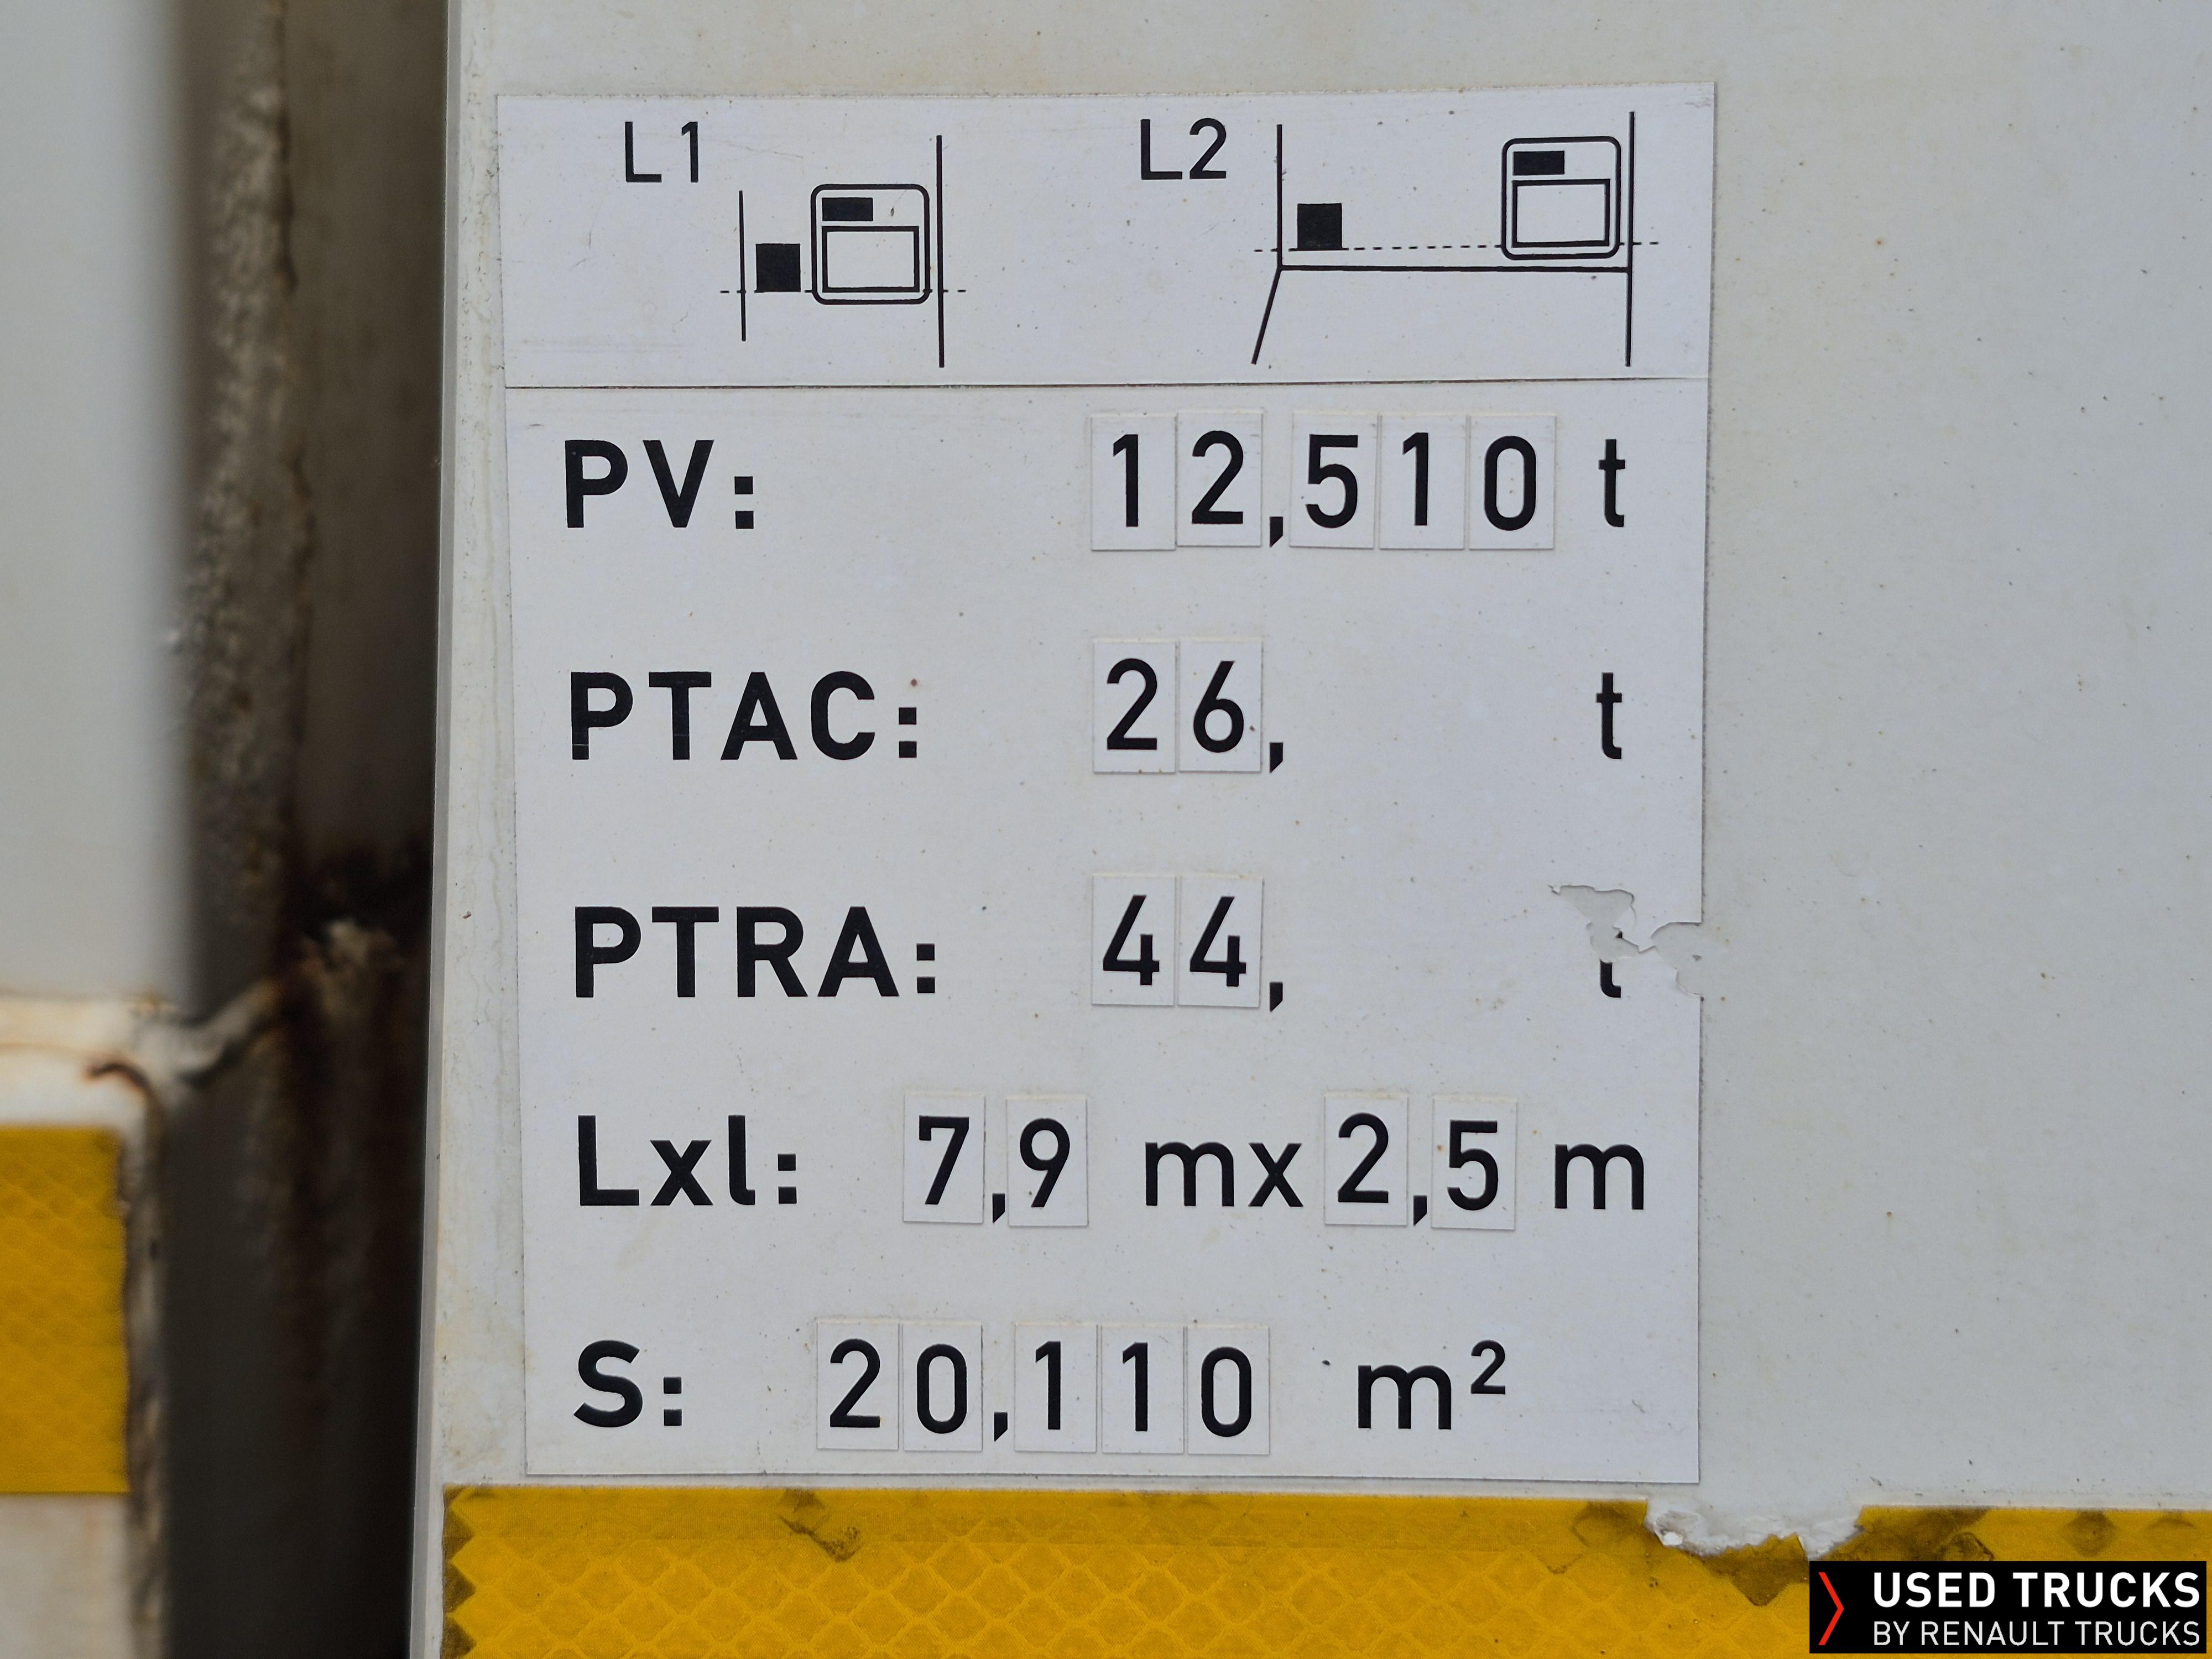 L1 L2
PV: 12,510 t
PTAC: 26, t
PTRA: 44, t
Lxl: 7,9 mx 2,5 m
S: 20,110 m²
USED TRUCKS
BY RENAULT TRUCKS